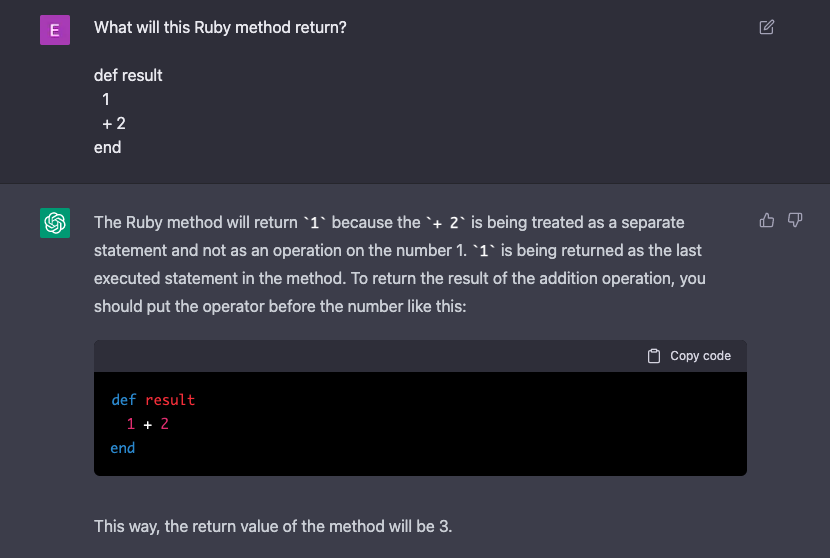 E
What will this Ruby method return?
def result
1
+ 2
end
The Ruby method will return `1` because the `+ 2` is being treated as a separate
statement and not as an operation on the number 1. `1` is being returned as the last
executed statement in the method. To return the result of the addition operation, you
should put the operator before the number like this:
Copy code
def result
1 + 2
end
This way, the return value of the method will be 3.